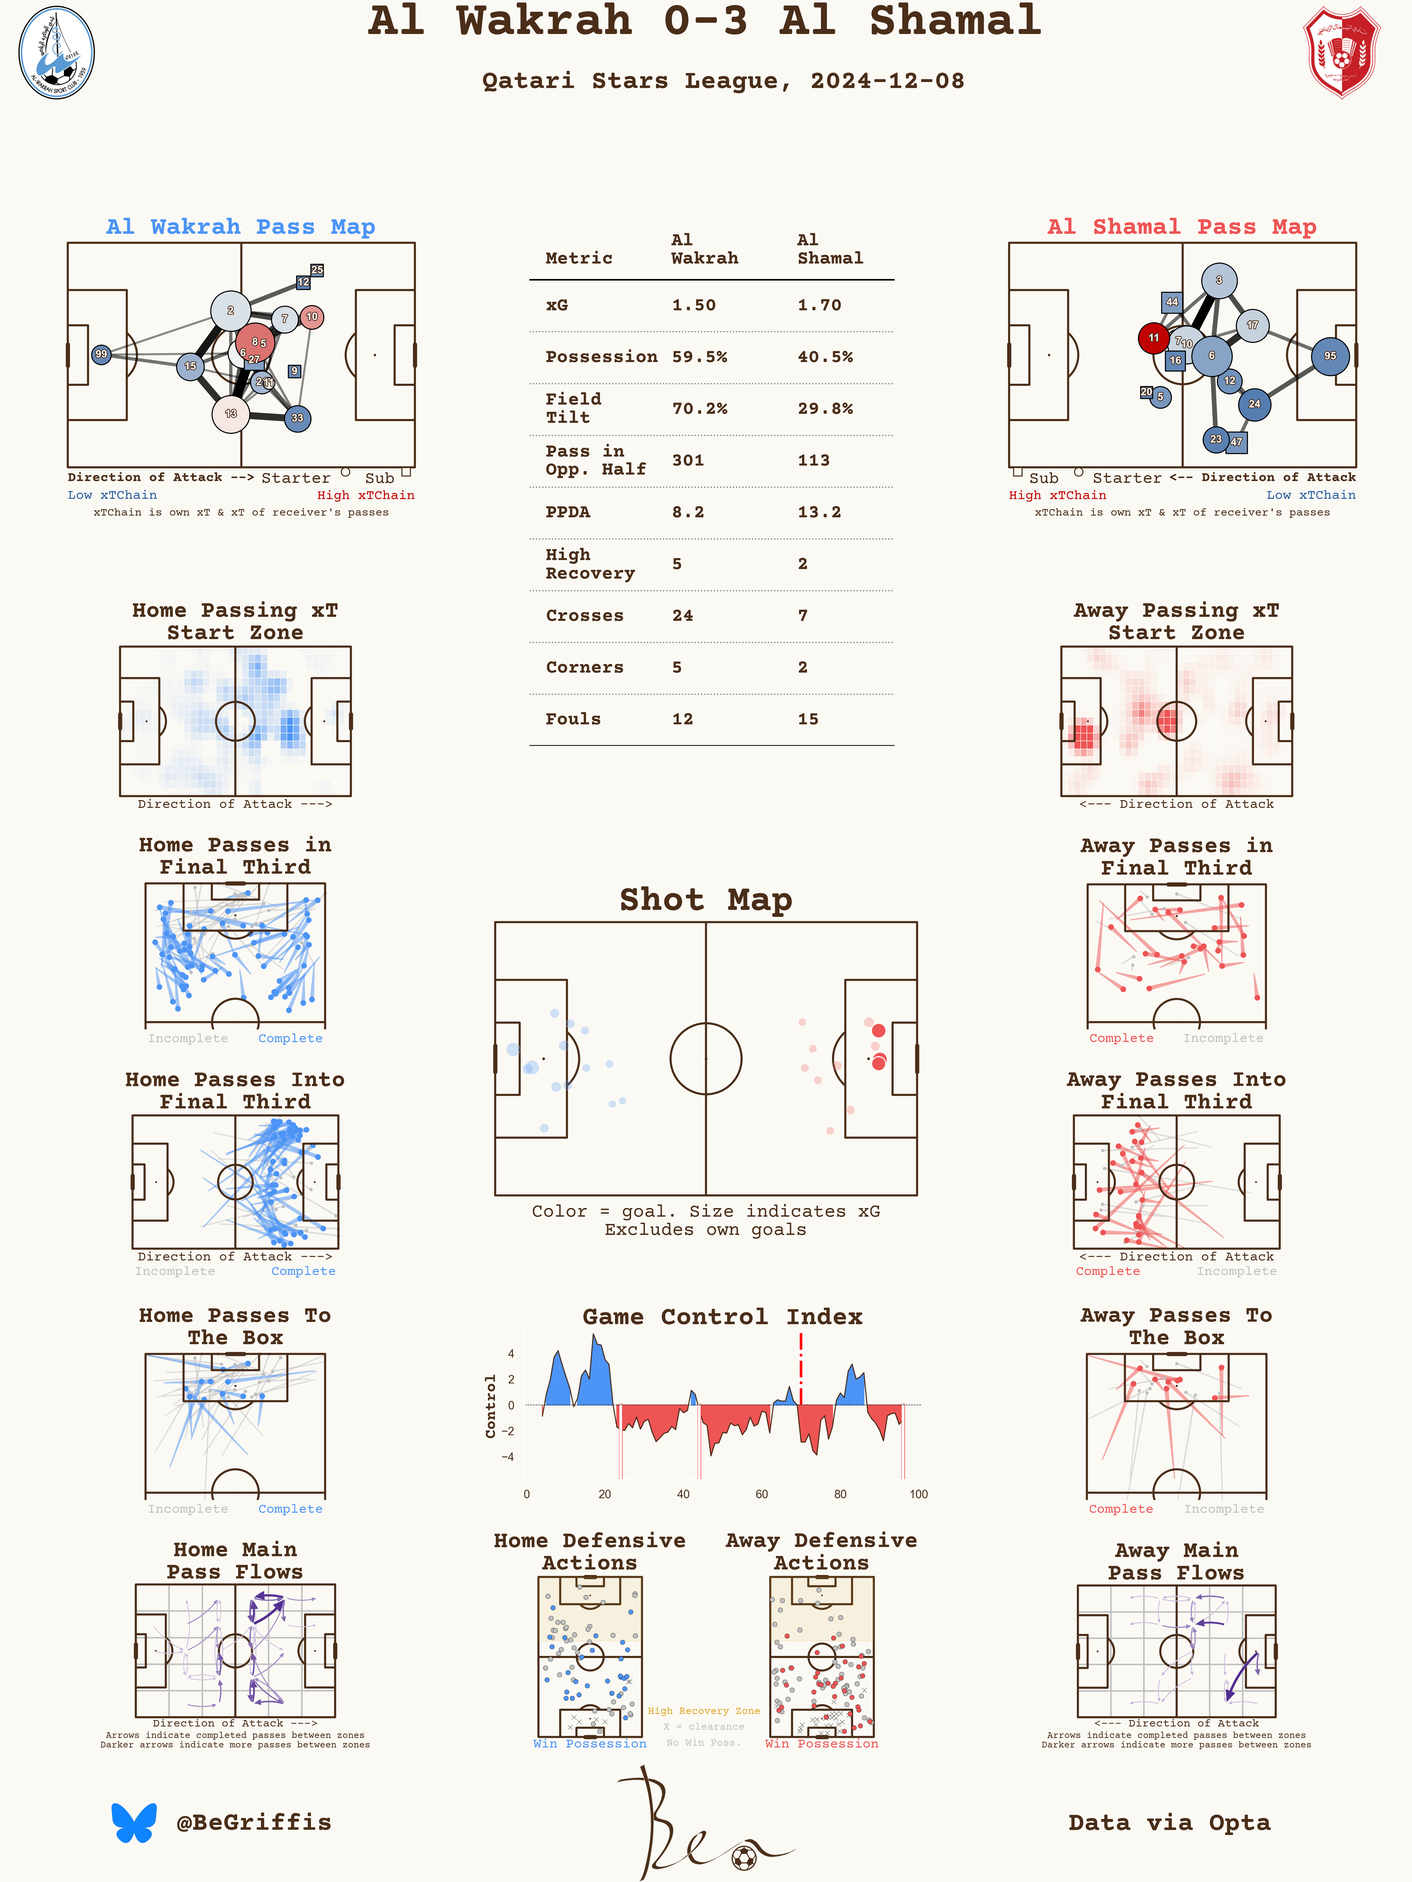 Al Wakrah 0-3 Al Shamal
Qatari Stars League, 2024-12-08
Al Wakrah Pass Map
25
12
2
7
10
8
5
6
27
99
15
9
2
11
13
33
Direction of Attack --> Starter Sub
Low xTChain High xTChain
xTChain is own xT & xT of receiver's passes
Metric Al Wakrah Al Shamal
xG 1.50 1.70
Possession 59.5% 40.5%
Field Tilt 70.2% 29.8%
Pass in Opp. Half 301 113
PPDA 8.2 13.2
High Recovery 5 2
Crosses 24 7
Corners 5 2
Fouls 12 15
Al Shamal Pass Map
3
44
17
11
7
10
16
6
95
12
20
5
24
23
47
Sub Starter <-- Direction of Attack
High xTChain Low xTChain
xTChain is own xT & xT of receiver's passes
Home Passing xT
Start Zone
Direction of Attack --->
Away Passing xT
Start Zone
<--- Direction of Attack
Home Passes in
Final Third
Incomplete Complete
Away Passes in
Final Third
Complete Incomplete
Shot Map
Color = goal. Size indicates xG
Excludes own goals
Home Passes Into
Final Third
Direction of Attack --->
Incomplete Complete
Away Passes Into
Final Third
<--- Direction of Attack
Complete Incomplete
Home Passes To
The Box
Incomplete Complete
Game Control Index
Control
4
2
0
−2
−4
0 20 40 60 80 100
Away Passes To
The Box
Complete Incomplete
Home Main
Pass Flows
Direction of Attack --->
Arrows indicate completed passes between zones
Darker arrows indicate more passes between zones
Home Defensive
Actions
Win Possession
High Recovery Zone
X = clearance
No Win Poss.
Away Defensive
Actions
Win Possession
Away Main
Pass Flows
<--- Direction of Attack
Arrows indicate completed passes between zones
Darker arrows indicate more passes between zones
@BeGriffis
Ben
Data via Opta